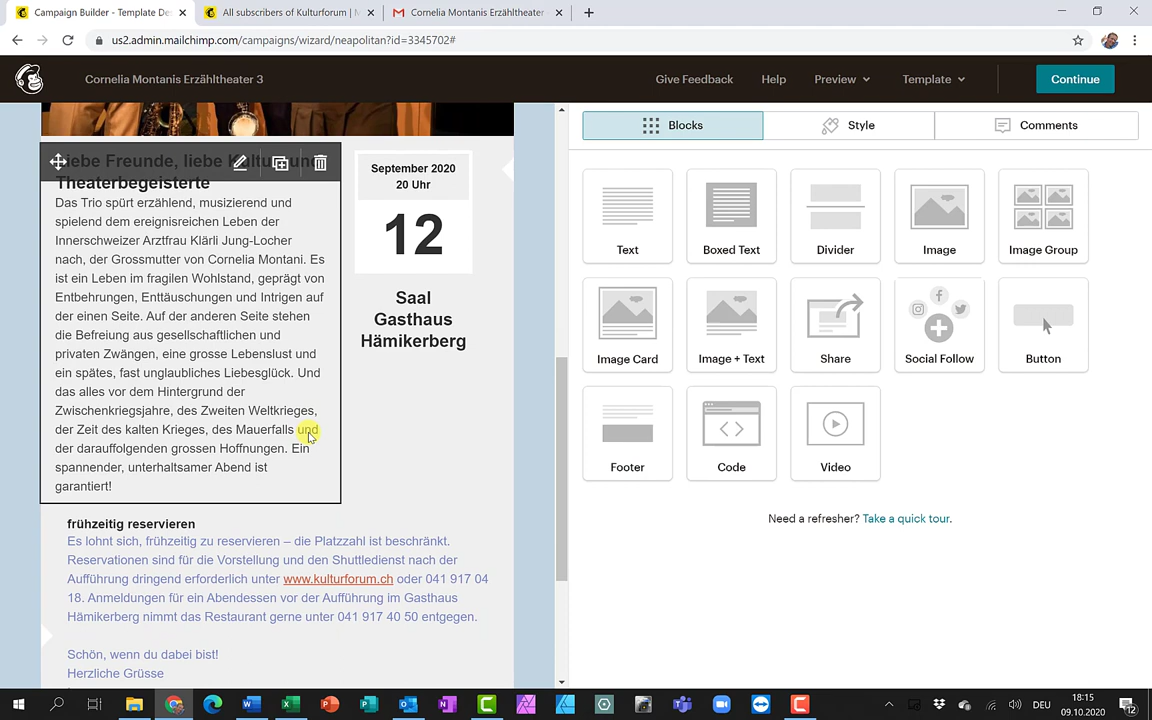 Campaign Builder - Template De
All subscribers of Kulturforum | M
Cornelia Montanis Erzähltheater
us2.admin.mailchimp.com/campaigns/wizard/neapolitan?id=3345702#
Cornelia Montanis Erzähltheater 3
Give Feedback
Help
Preview
Template
Continue
Liebe Freunde, liebe Kultur und
Theaterbegeisterte
Das Trio spürt erzählend, musizierend und
spielend dem ereignisreichen Leben der
Innerschweizer Arztfrau Klärli Jung-Locher
nach, der Grossmutter von Cornelia Montani. Es
ist ein Leben im fragilen Wohlstand, geprägt von
Entbehrungen, Enttäuschungen und Intrigen auf
der einen Seite. Auf der anderen Seite stehen
die Befreiung aus gesellschaftlichen und
privaten Zwängen, eine grosse Lebenslust und
ein spätes, fast unglaubliches Liebesglück. Und
das alles vor dem Hintergrund der
Zwischenkriegsjahre, des Zweiten Weltkrieges,
der Zeit des kalten Krieges, des Mauerfalls und
der darauffolgenden grossen Hoffnungen. Ein
spannender, unterhaltsamer Abend ist
garantiert!
September 2020
20 Uhr
12
Saal
Gasthaus
Hämikerberg
frühzeitig reservieren
Es lohnt sich, frühzeitig zu reservieren – die Platzzahl ist beschränkt.
Reservationen sind für die Vorstellung und den Shuttledienst nach der
Aufführung dringend erforderlich unter www.kulturforum.ch oder 041 917 04
18. Anmeldungen für ein Abendessen vor der Aufführung im Gasthaus
Hämikerberg nimmt das Restaurant gerne unter 041 917 40 50 entgegen.
Schön, wenn du dabei bist!
Herzliche Grüsse
Blocks
Style
Comments
Text
Boxed Text
Divider
Image
Image Group
Image Card
Image + Text
Share
Social Follow
Button
Footer
Code
Video
Need a refresher? Take a quick tour.
DEU
18:15
09.10.2020
12